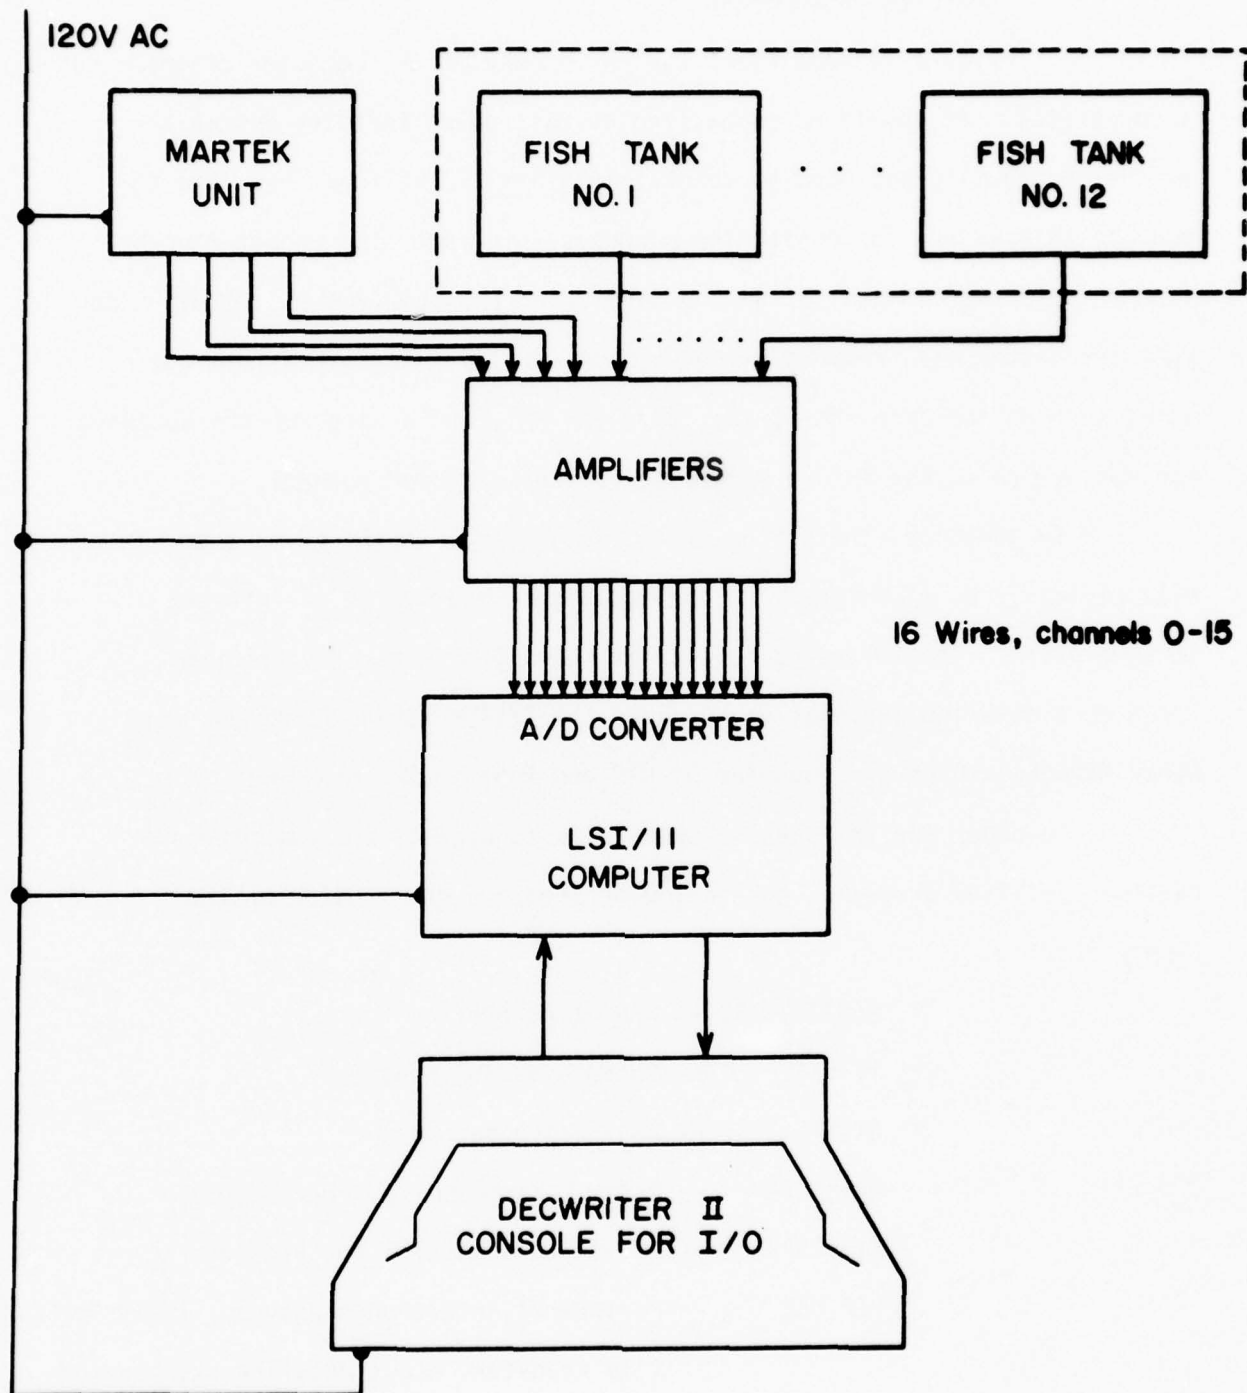 120V AC
MARTEK
UNIT
FISH TANK
NO. 1
. . .
FISH TANK
NO. 12
. . . . . .
AMPLIFIERS
16 Wires, channels 0-15
A/D CONVERTER
LSI/11
COMPUTER
DECWRITER II
CONSOLE FOR I/O